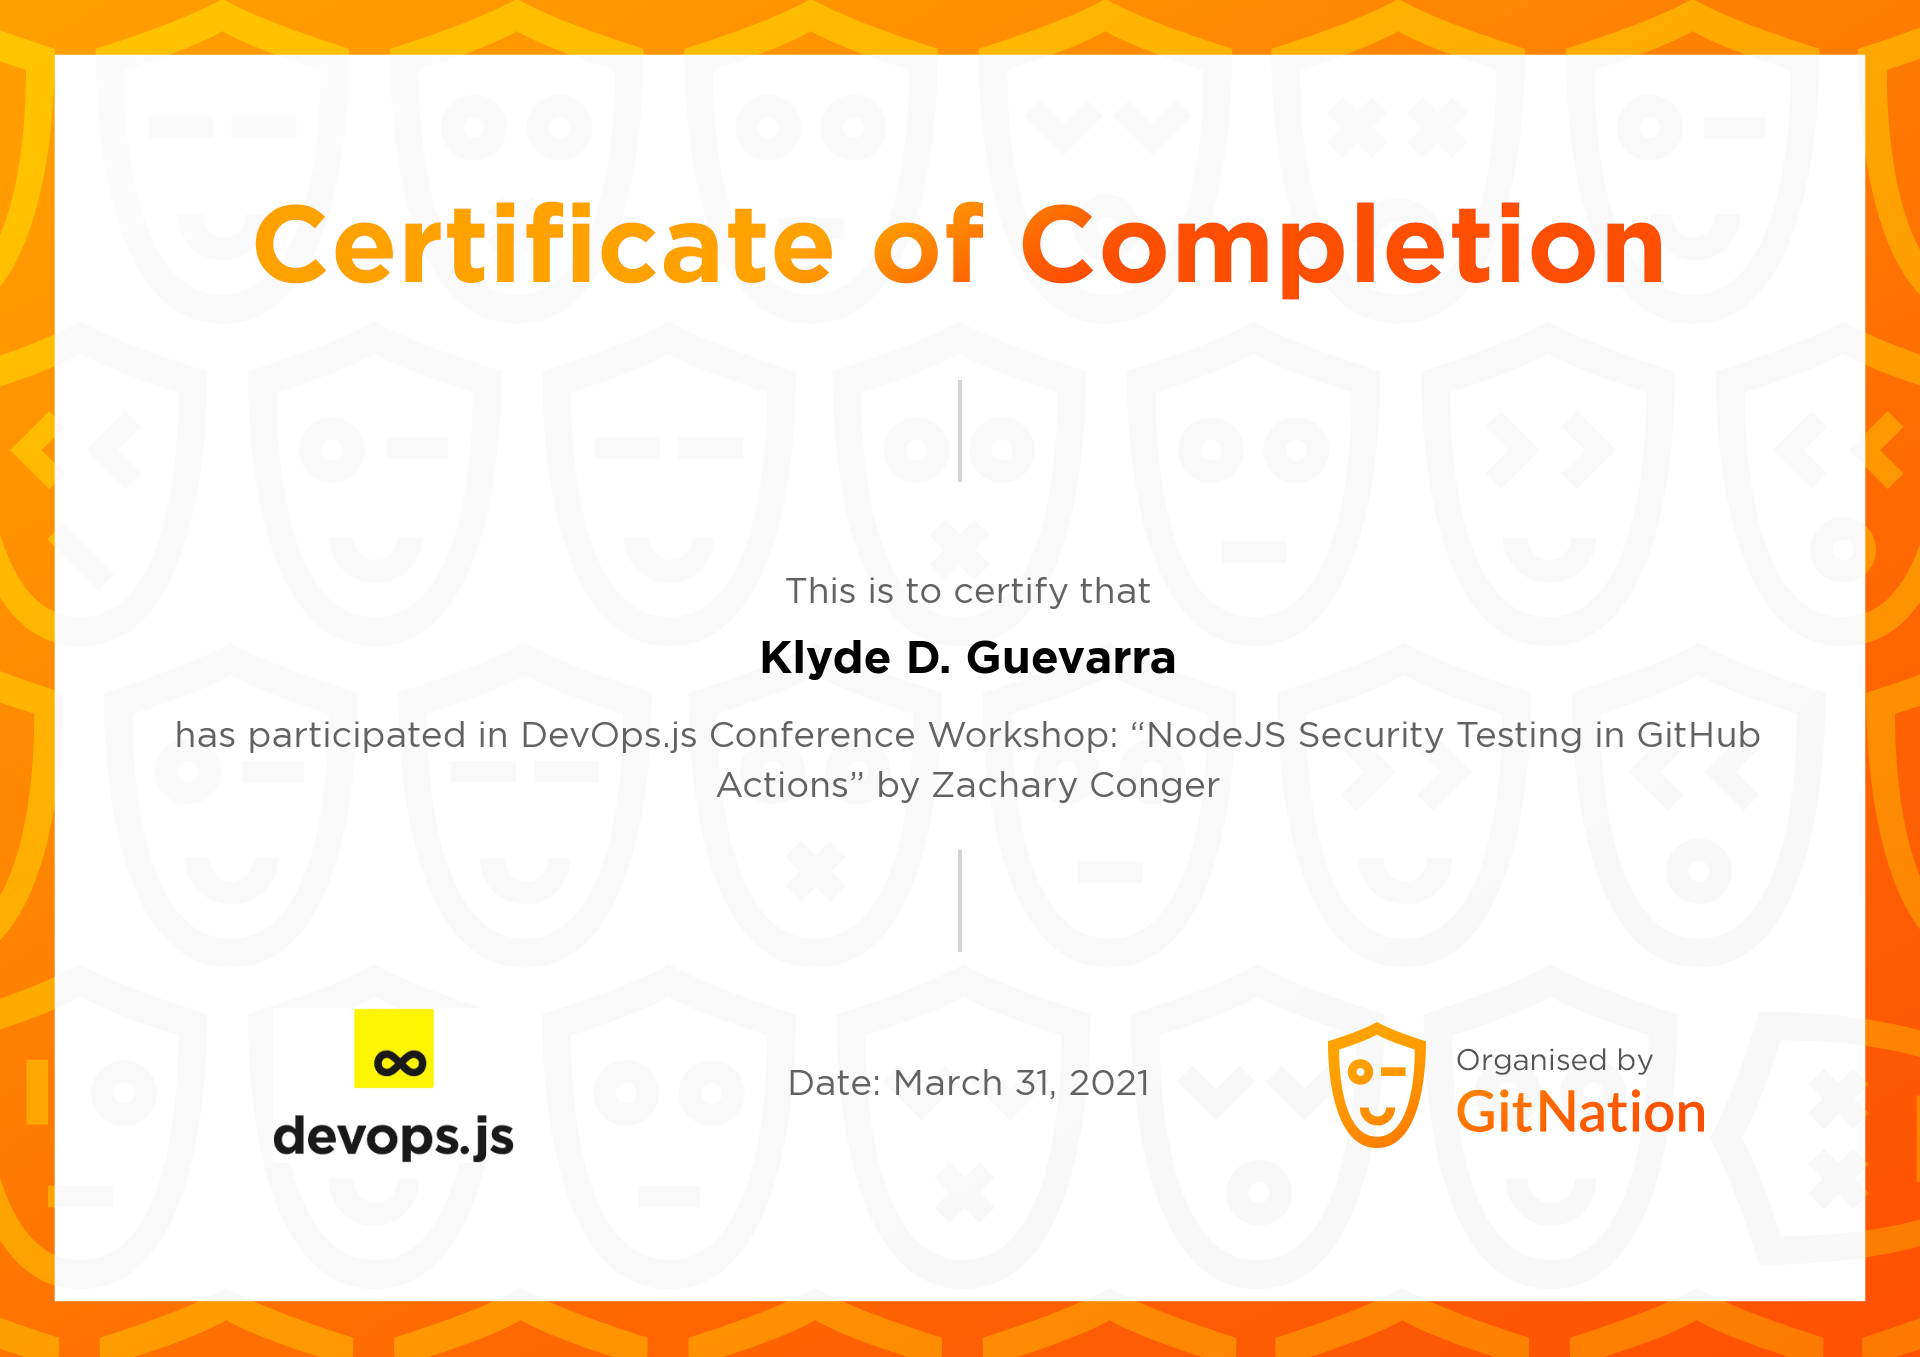 Certificate of Completion
This is to certify that
Klyde D. Guevarra
has participated in DevOps.js Conference Workshop: “NodeJS Security Testing in GitHub
Actions” by Zachary Conger
devops.js
Date: March 31, 2021
Organised by
GitNation